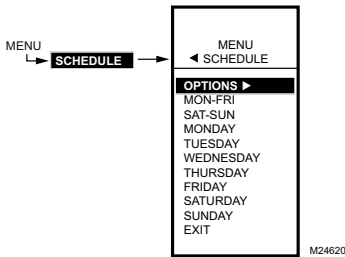 MENU
SCHEDULE
MENU
◄ SCHEDULE
OPTIONS ►
MON-FRI
SAT-SUN
MONDAY
TUESDAY
WEDNESDAY
THURSDAY
FRIDAY
SATURDAY
SUNDAY
EXIT
M24620